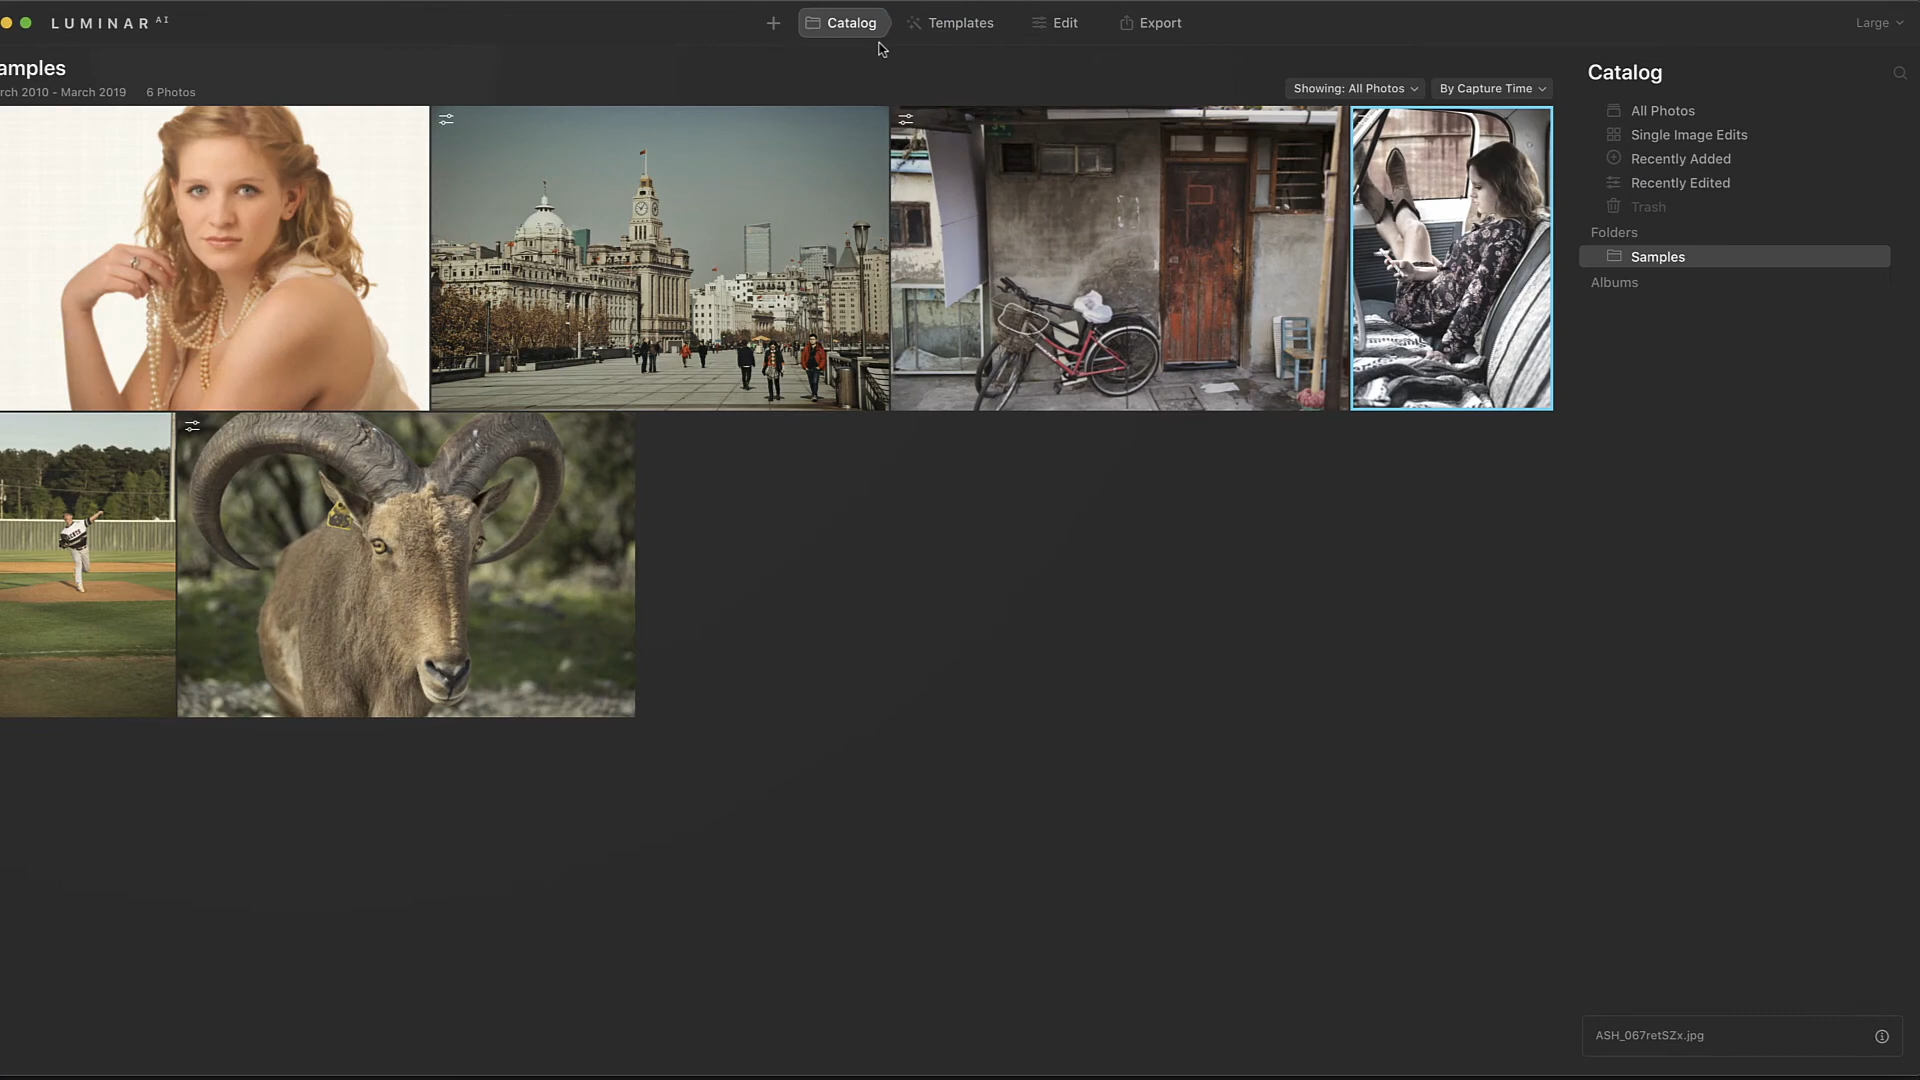 LUMINAR AI
Catalog
Templates
Edit
Export
Large
amples
rch 2010 - March 2019
6 Photos
Showing: All Photos
By Capture Time
Catalog
All Photos
Single Image Edits
Recently Added
Recently Edited
Trash
Folders
Samples
Albums
ASH_067retSZx.jpg